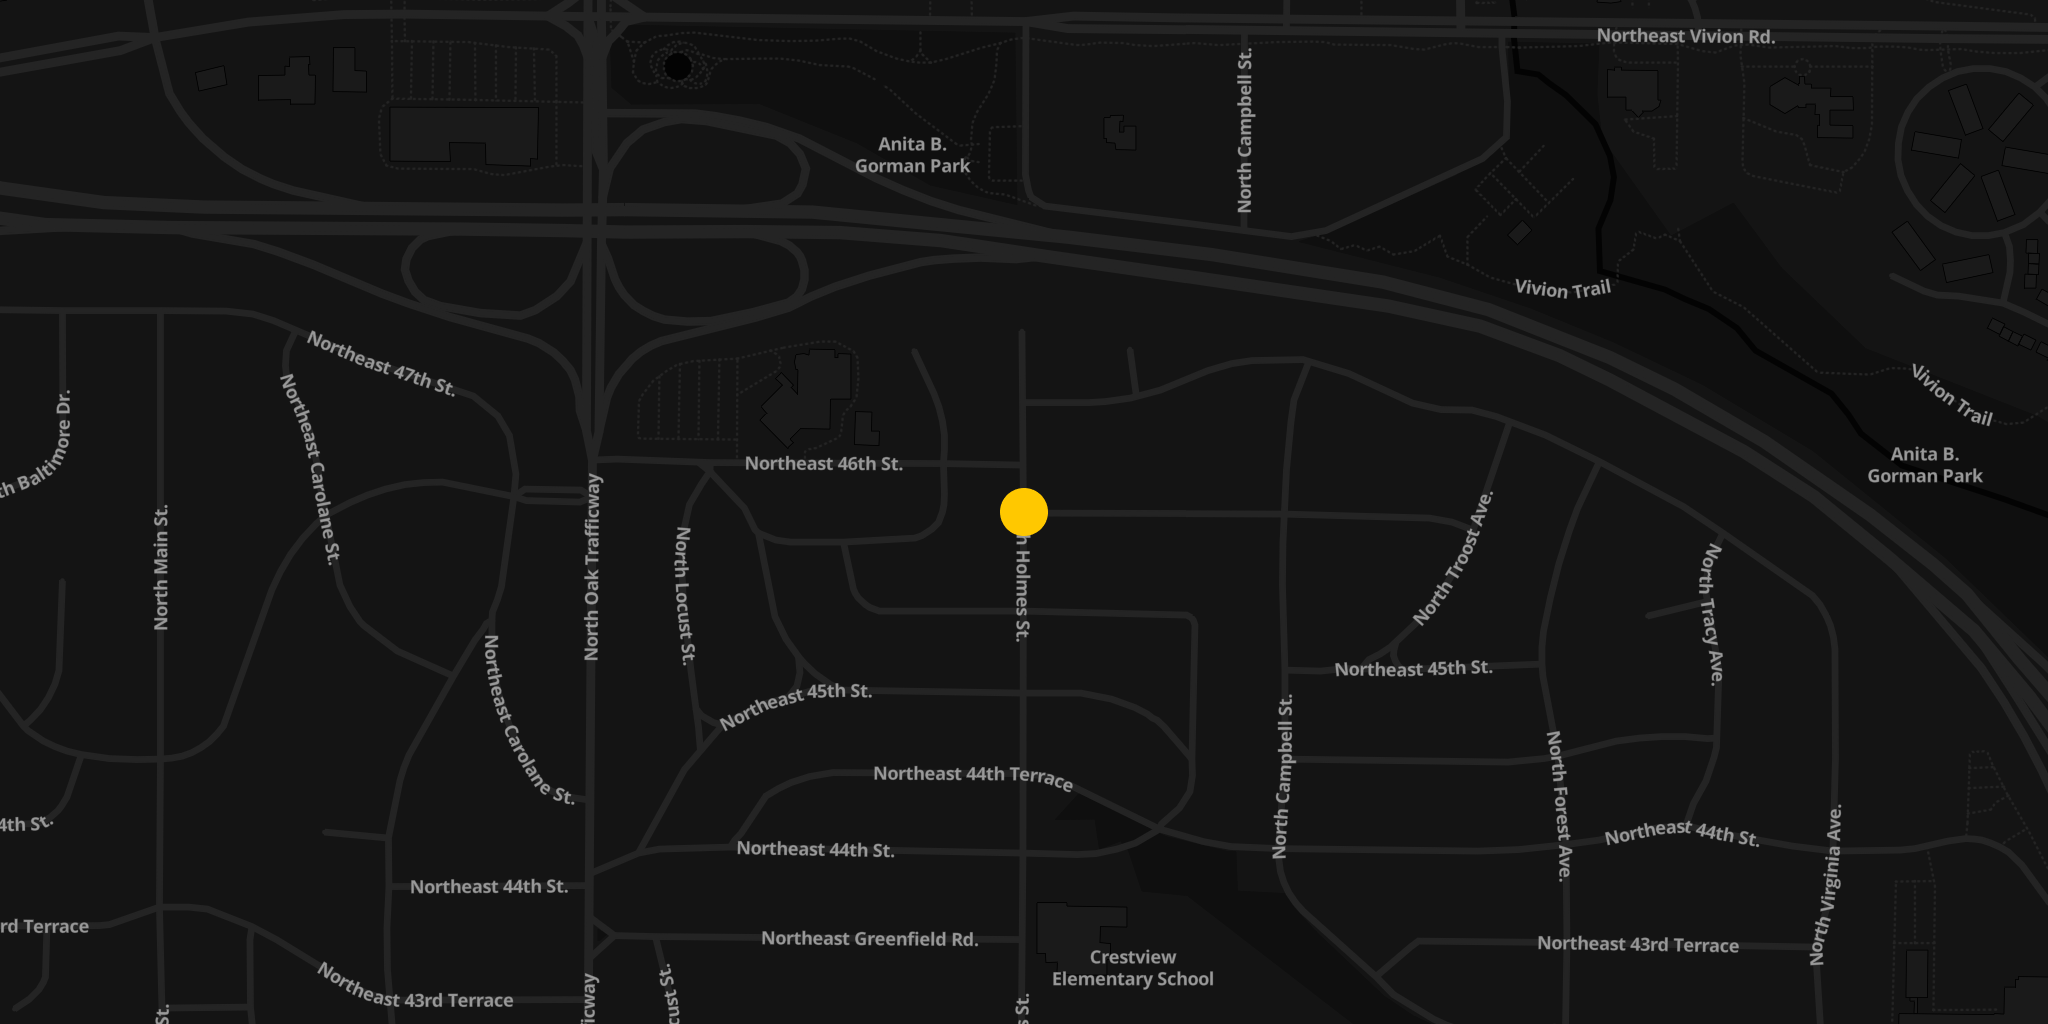 Northeast Vivion Rd.
North Campbell St.
Anita B.
Gorman Park
Vivion Trail
Northeast 47th St.
Vivion Trail
Northeast Carolane St.
Baltimore Dr.
Anita B.
Gorman Park
Northeast 46th St.
North Oak Trafficway
North Main St.
North Troost Ave.
North Locust St.
Holmes St.
North Tracy Ave.
Northeast Carolane St.
Northeast 45th St.
Northeast 45th St.
North Campbell St.
North Forest Ave.
Northeast 44th Terrace
4th St.
Northeast 44th St.
Northeast 44th St.
North Virginia Ave.
Northeast 44th St.
rd Terrace
Northeast Greenfield Rd.
Northeast 43rd Terrace
Crestview
Elementary School
Northeast 43rd Terrace
St.
icway
cust St.
s St.